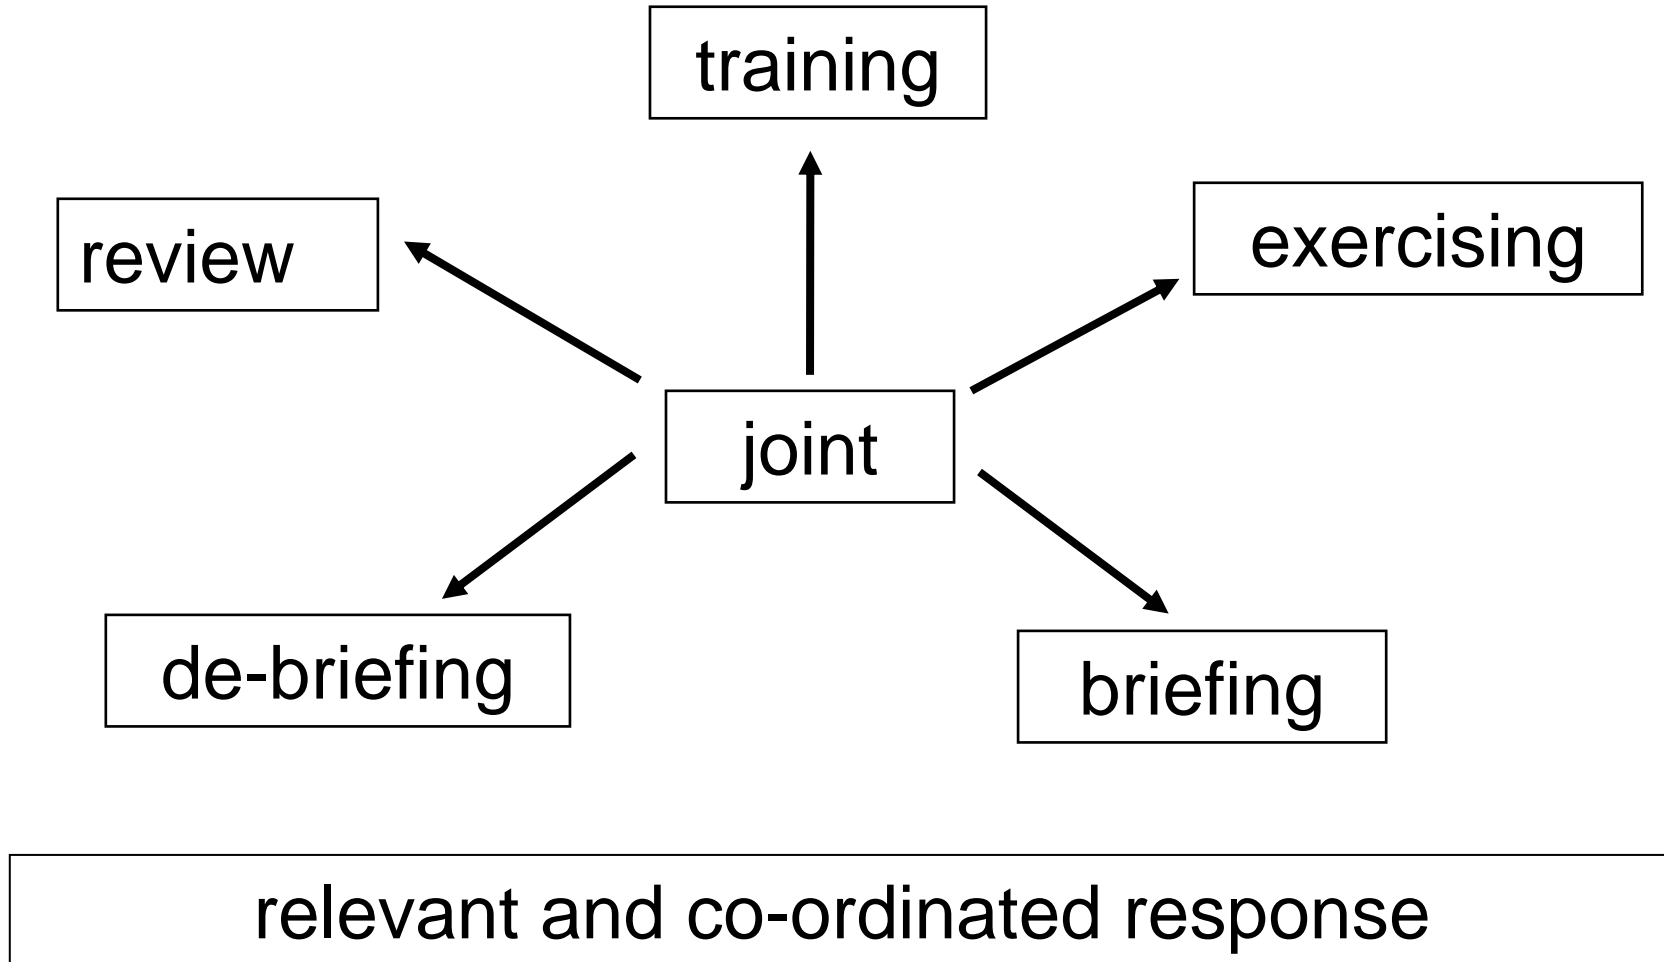 training
review
exercising
joint
de-briefing
briefing
relevant and co-ordinated response